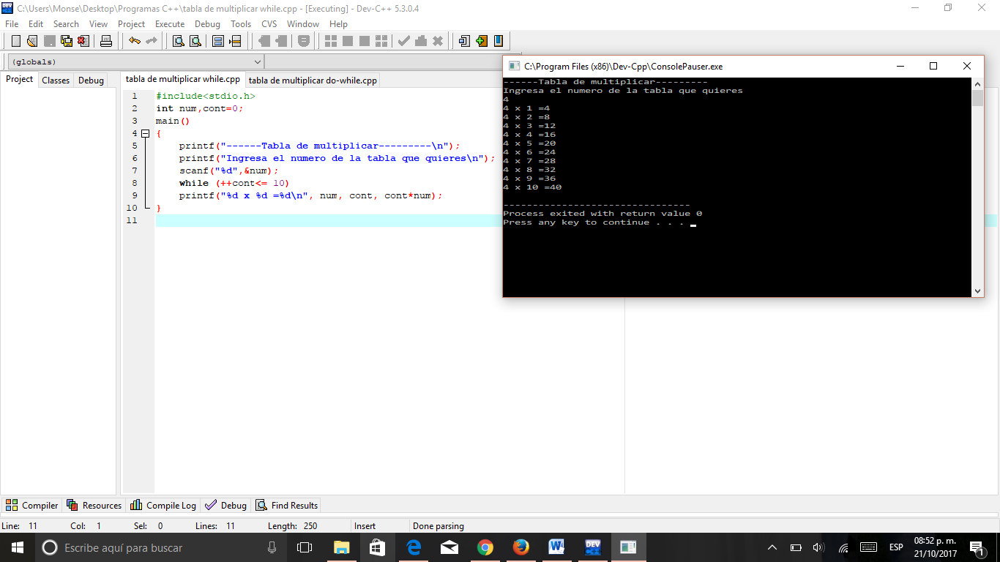 C:\Users\Monse\Desktop\Programas C++\tabla de multiplicar while.cpp - [Executing] - Dev-C++ 5.3.0.4
File Edit Search View Project Execute Debug Tools CVS Window Help
(globals)
Project Classes Debug
tabla de multiplicar while.cpp tabla de multiplicar do-while.cpp
1 #include<stdio.h>
2 int num,cont=0;
3 main()
4 {
5 printf("------Tabla de multiplicar---------\n");
6 printf("Ingresa el numero de la tabla que quieres\n");
7 scanf("%d",&num);
8 while (++cont<= 10)
9 printf("%d x %d =%d\n", num, cont, cont*num);
10 }
11
C:\Program Files (x86)\Dev-Cpp\ConsolePauser.exe
------Tabla de multiplicar---------
Ingresa el numero de la tabla que quieres
4
4 x 1 =4
4 x 2 =8
4 x 3 =12
4 x 4 =16
4 x 5 =20
4 x 6 =24
4 x 7 =28
4 x 8 =32
4 x 9 =36
4 x 10 =40
--------------------------------
Process exited with return value 0
Press any key to continue . . .
Compiler Resources Compile Log Debug Find Results
Line: 11 Col: 1 Sel: 0 Lines: 11 Length: 250 Insert Done parsing
Escribe aquí para buscar
DEV
ESP
08:52 p. m.
21/10/2017
1